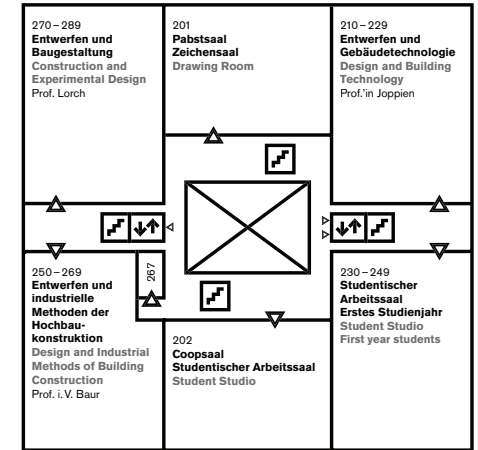 270 – 289
Entwerfen und
Baugestaltung
Construction and
Experimental Design
Prof. Lorch
201
Pabstsaal
Zeichensaal
Drawing Room
210 – 229
Entwerfen und
Gebäudetechnologie
Design and Building
Technology
Prof.'in Joppien
250 – 269
Entwerfen und
industrielle
Methoden der
Hochbau-
konstruktion
Design and Industrial
Methods of Building
Construction
Prof. i. V. Baur
267
202
Coopsaal
Studentischer Arbeitssaal
Student Studio
230 – 249
Studentischer
Arbeitssaal
Erstes Studienjahr
Student Studio
First year students